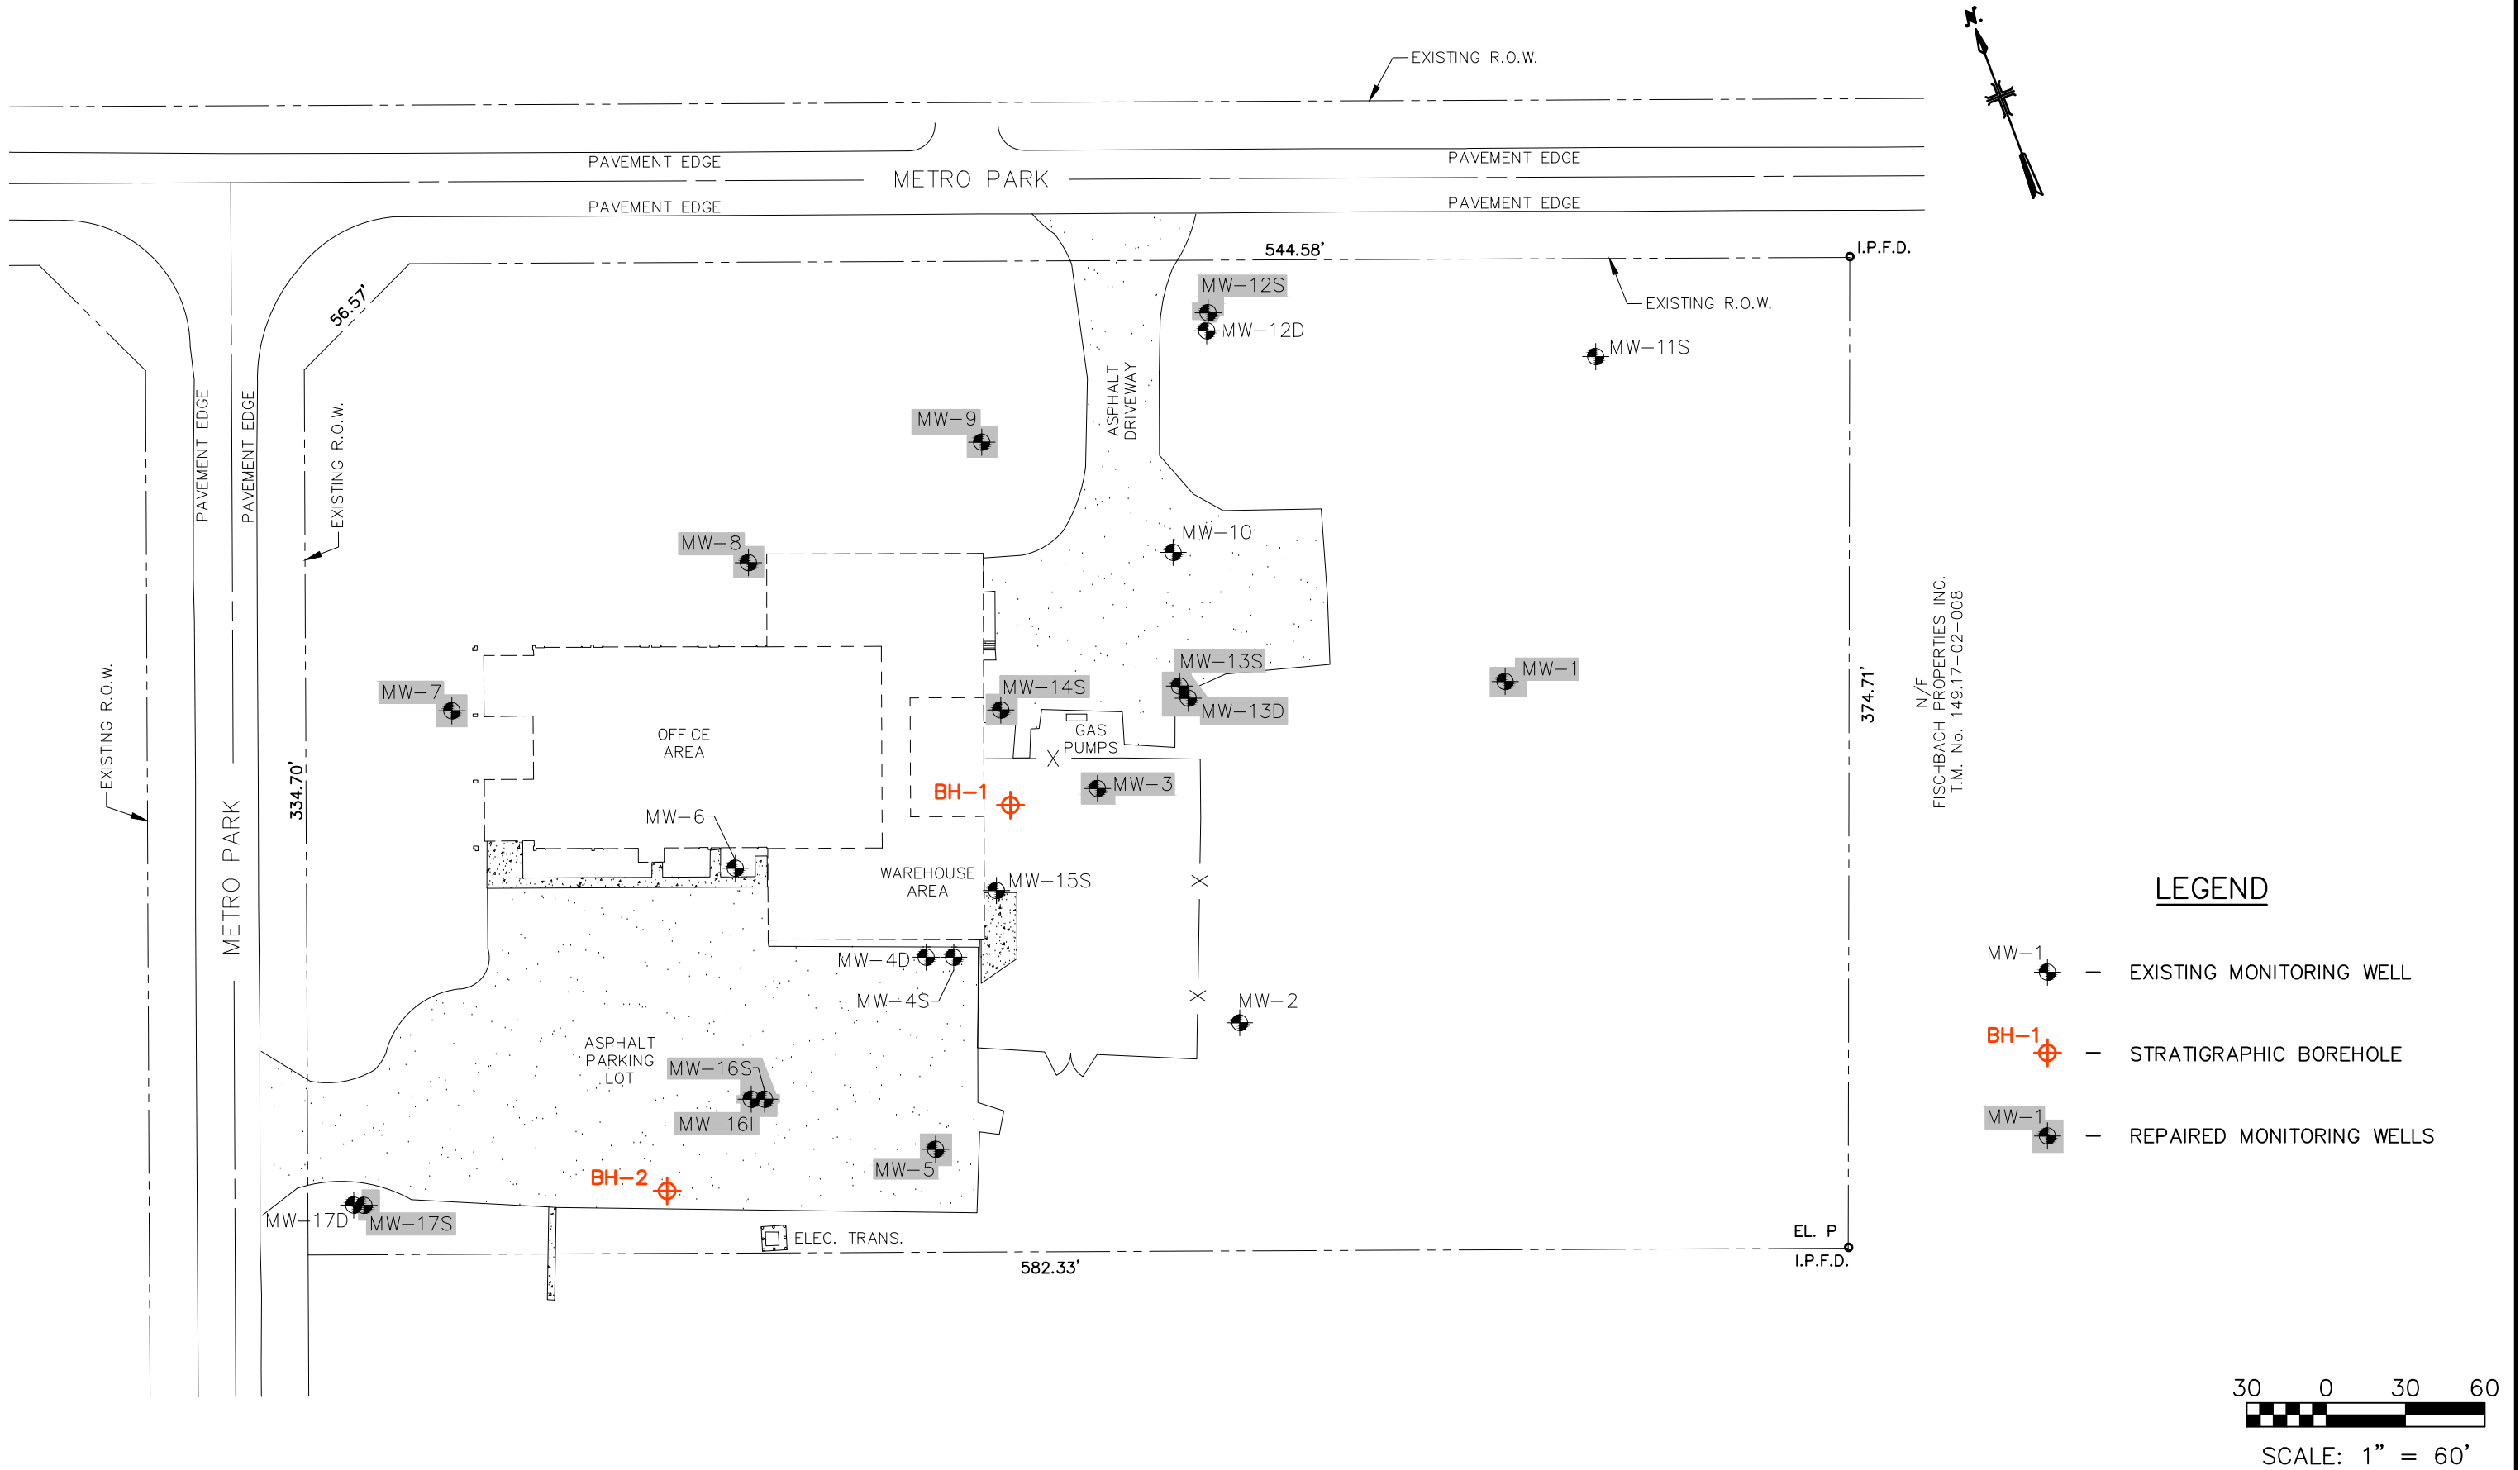 N.
EXISTING R.O.W.
PAVEMENT EDGE
PAVEMENT EDGE
METRO PARK
PAVEMENT EDGE
PAVEMENT EDGE
544.58'
I.P.F.D.
MW-12S
EXISTING R.O.W.
56.57'
MW-12D
MW-11S
ASPHALT
DRIVEWAY
PAVEMENT EDGE
PAVEMENT EDGE
EXISTING R.O.W.
MW-9
MW-10
MW-8
MW-13S
MW-1
MW-14S
MW-7
MW-13D
374.71'
N/F
FISCHBACH PROPERTIES INC.
T.M. No. 149.17-02-008
EXISTING R.O.W.
OFFICE
AREA
GAS
PUMPS
X
334.70'
BH-1
MW-3
MW-6
METRO PARK
WAREHOUSE
AREA
MW-15S
X
LEGEND
MW-4D
MW-4S
X
MW-2
MW-1
- EXISTING MONITORING WELL
BH-1
- STRATIGRAPHIC BOREHOLE
MW-1
- REPAIRED MONITORING WELLS
ASPHALT
PARKING
LOT
MW-16S
MW-16I
MW-5
BH-2
MW-17D
MW-17S
ELEC. TRANS.
EL. P
I.P.F.D.
582.33'
30 0 30 60
SCALE: 1" = 60'